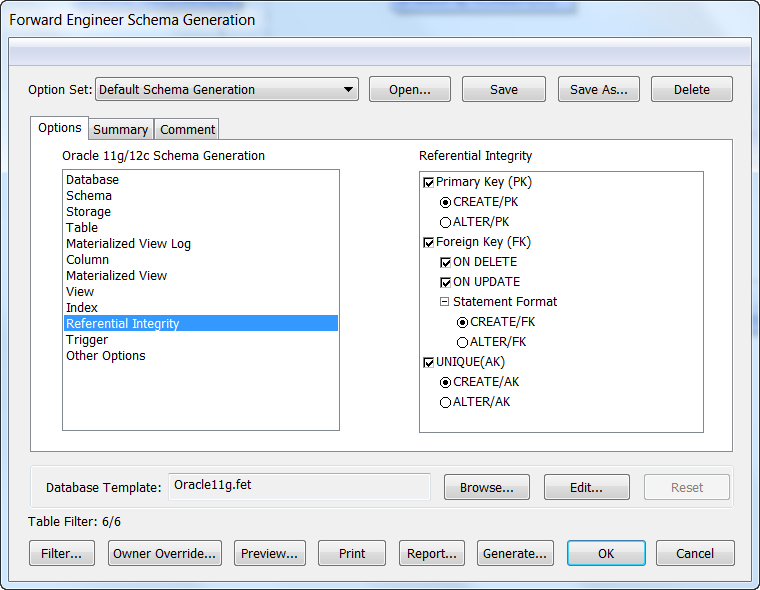 Forward Engineer Schema Generation
Option Set: Default Schema Generation Open... Save Save As... Delete
Options Summary Comment
Oracle 11g/12c Schema Generation
Database
Schema
Storage
Table
Materialized View Log
Column
Materialized View
View
Index
Referential Integrity
Trigger
Other Options
Referential Integrity
Primary Key (PK)
CREATE/PK
ALTER/PK
Foreign Key (FK)
ON DELETE
ON UPDATE
Statement Format
CREATE/FK
ALTER/FK
UNIQUE(AK)
CREATE/AK
ALTER/AK
Database Template: Oracle11g.fet Browse... Edit... Reset
Table Filter: 6/6
Filter... Owner Override... Preview... Print Report... Generate... OK Cancel